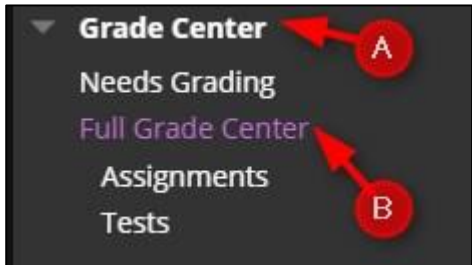 Grade Center
A
Needs Grading
Full Grade Center
Assignments
B
Tests